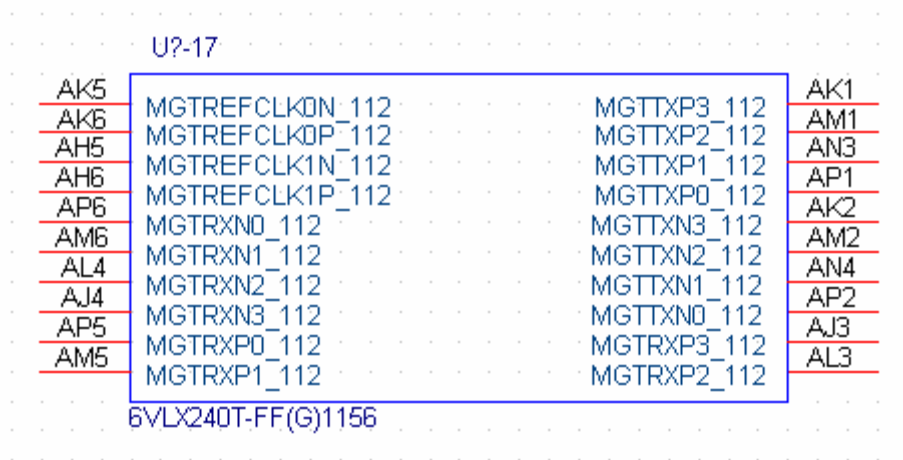 U?-17
AK5 MGTREFCLK0N_112 MGTTXP3_112 AK1
AK6 MGTREFCLK0P_112 MGTTXP2_112 AM1
AH5 MGTREFCLK1N_112 MGTTXP1_112 AN3
AH6 MGTREFCLK1P_112 MGTTXP0_112 AP1
AP6 MGTRXN0_112 MGTTXN3_112 AK2
AM6 MGTRXN1_112 MGTTXN2_112 AM2
AL4 MGTRXN2_112 MGTTXN1_112 AN4
AJ4 MGTRXN3_112 MGTTXN0_112 AP2
AP5 MGTRXP0_112 MGTRXP3_112 AJ3
AM5 MGTRXP1_112 MGTRXP2_112 AL3
6VLX240T-FF(G)1156